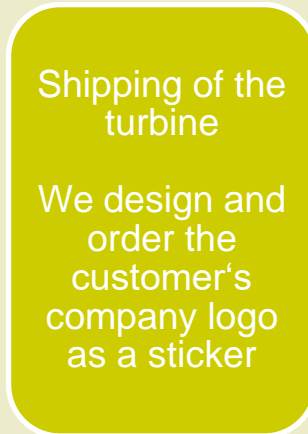 Shipping of the
turbine
We design and
order the
customer‘s
company logo
as a sticker